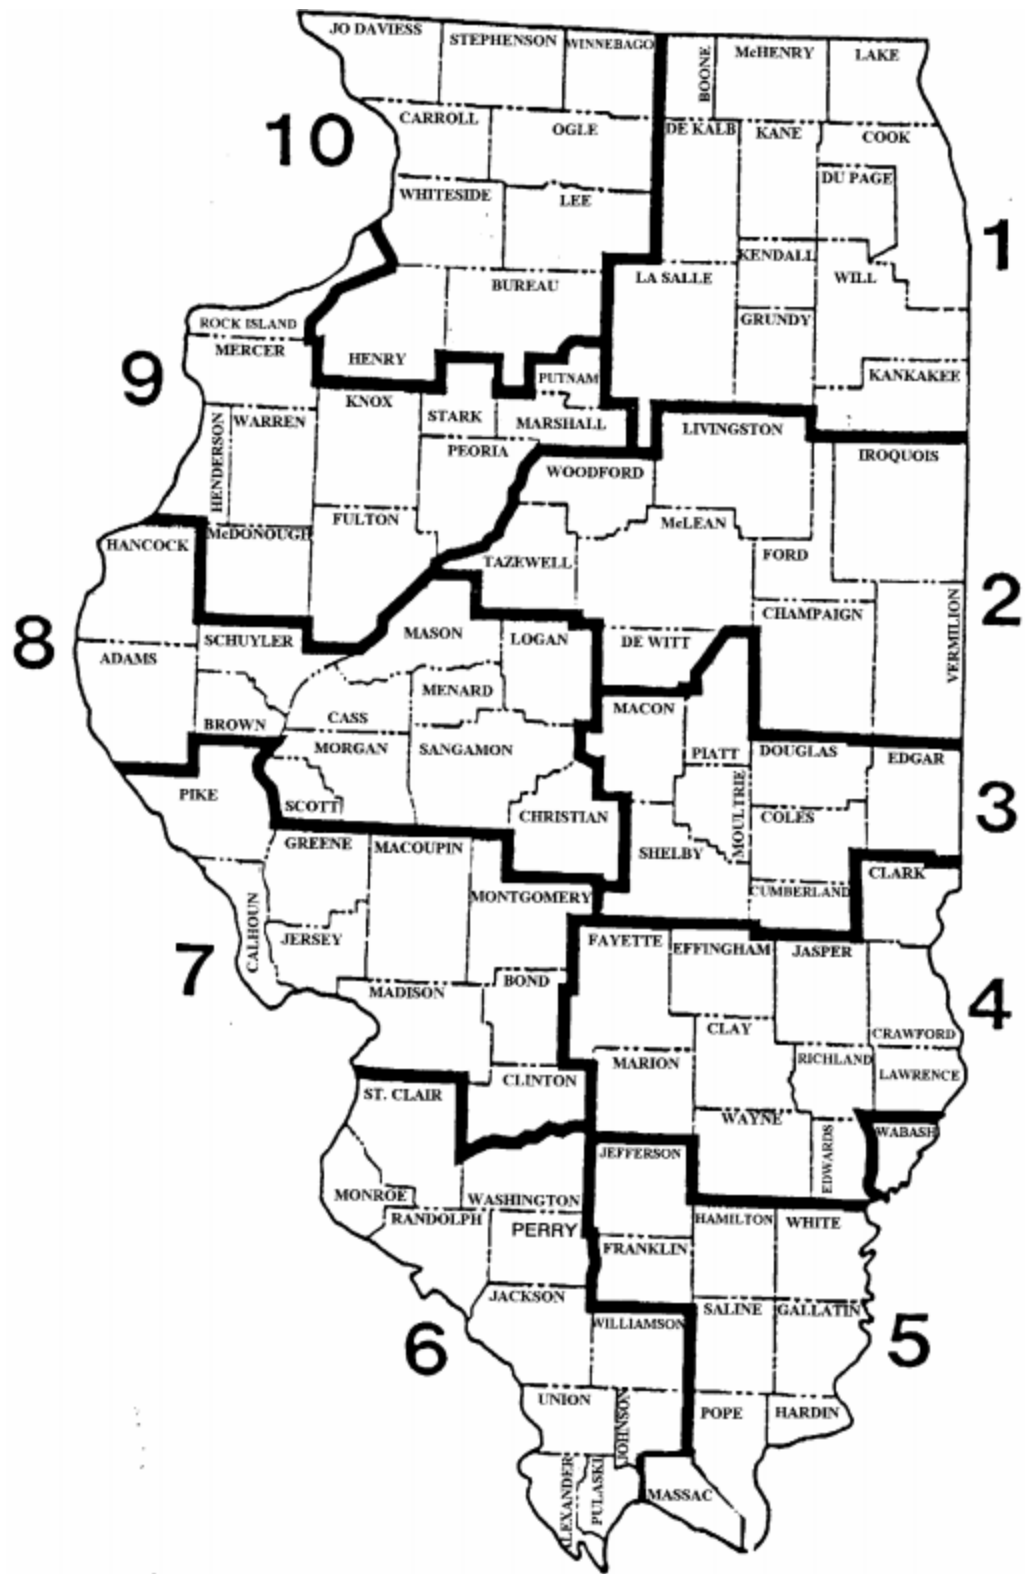 JO DAVIESS
STEPHENSON
WINNEBAGO
BOONE
McHENRY
LAKE
CARROLL
OGLE
DE KALB
KANE
COOK
10
DU PAGE
WHITESIDE
LEE
1
KENDALL
LA SALLE
WILL
BUREAU
ROCK ISLAND
GRUNDY
MERCER
HENRY
PUTNAM
KANKAKEE
9
KNOX
STARK
MARSHALL
WARREN
LIVINGSTON
HENDERSON
PEORIA
IROQUOIS
WOODFORD
FULTON
McLEAN
McDONOUGH
HANCOCK
TAZEWELL
FORD
2
CHAMPAIGN
VERMILION
8
SCHUYLER
MASON
LOGAN
DE WITT
ADAMS
MENARD
MACON
BROWN
CASS
MORGAN
SANGAMON
PIATT
DOUGLAS
EDGAR
PIKE
SCOTT
CHRISTIAN
MOULTRIE
COLES
3
GREENE
MACOUPIN
SHELBY
CLARK
MONTGOMERY
CUMBERLAND
CALHOUN
JERSEY
FAYETTE
EFFINGHAM
JASPER
7
MADISON
BOND
4
CLAY
CRAWFORD
MARION
RICHLAND
LAWRENCE
ST. CLAIR
CLINTON
WAYNE
EDWARDS
WABASH
JEFFERSON
MONROE
WASHINGTON
RANDOLPH
PERRY
HAMILTON
WHITE
FRANKLIN
JACKSON
SALINE
GALLATIN
6
WILLIAMSON
5
UNION
JOHNSON
POPE
HARDIN
ALEXANDER
PULASKI
MASSAC